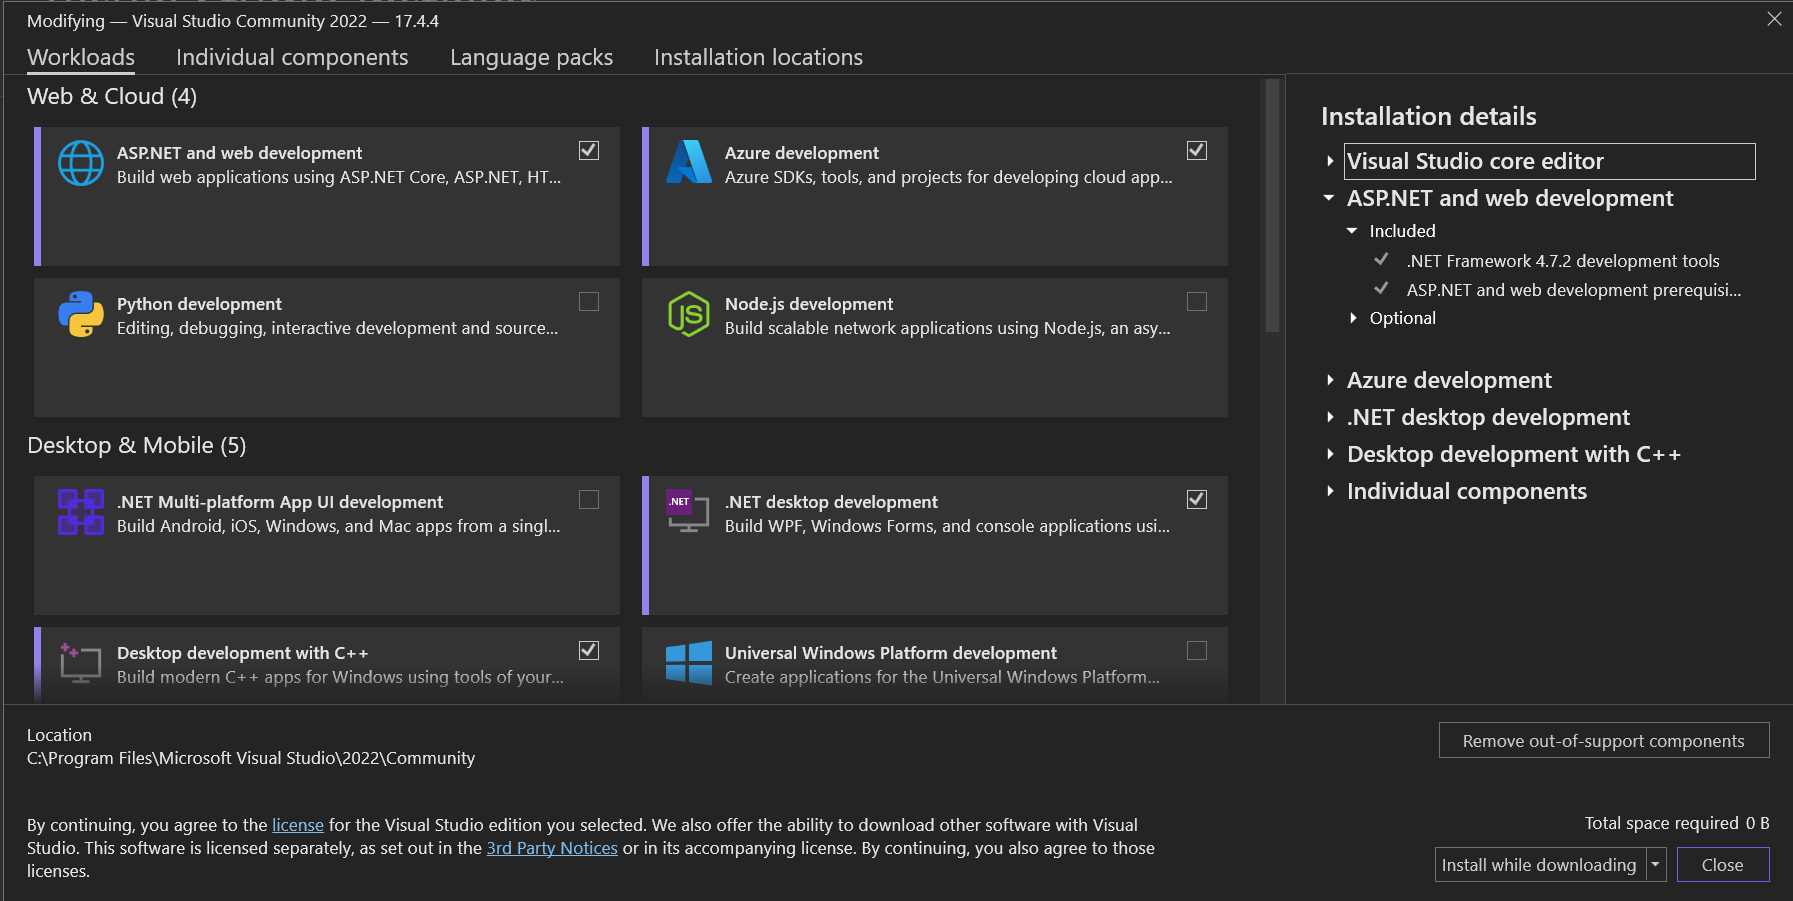 Modifying — Visual Studio Community 2022 — 17.4.4
Workloads
Individual components
Language packs
Installation locations
Web & Cloud (4)
ASP.NET and web development
Build web applications using ASP.NET Core, ASP.NET, HT...
Azure development
Azure SDKs, tools, and projects for developing cloud app...
Python development
Editing, debugging, interactive development and source...
Node.js development
Build scalable network applications using Node.js, an asy...
JS
Desktop & Mobile (5)
.NET Multi-platform App UI development
Build Android, iOS, Windows, and Mac apps from a singl...
.NET
.NET desktop development
Build WPF, Windows Forms, and console applications usi...
Desktop development with C++
Build modern C++ apps for Windows using tools of your...
Universal Windows Platform development
Create applications for the Universal Windows Platform...
Installation details
Visual Studio core editor
ASP.NET and web development
Included
.NET Framework 4.7.2 development tools
ASP.NET and web development prerequisi...
Optional
Azure development
.NET desktop development
Desktop development with C++
Individual components
Location
C:\Program Files\Microsoft Visual Studio\2022\Community
Remove out-of-support components
By continuing, you agree to the license for the Visual Studio edition you selected. We also offer the ability to download other software with Visual
Studio. This software is licensed separately, as set out in the 3rd Party Notices or in its accompanying license. By continuing, you also agree to those
licenses.
Total space required 0 B
Install while downloading
Close